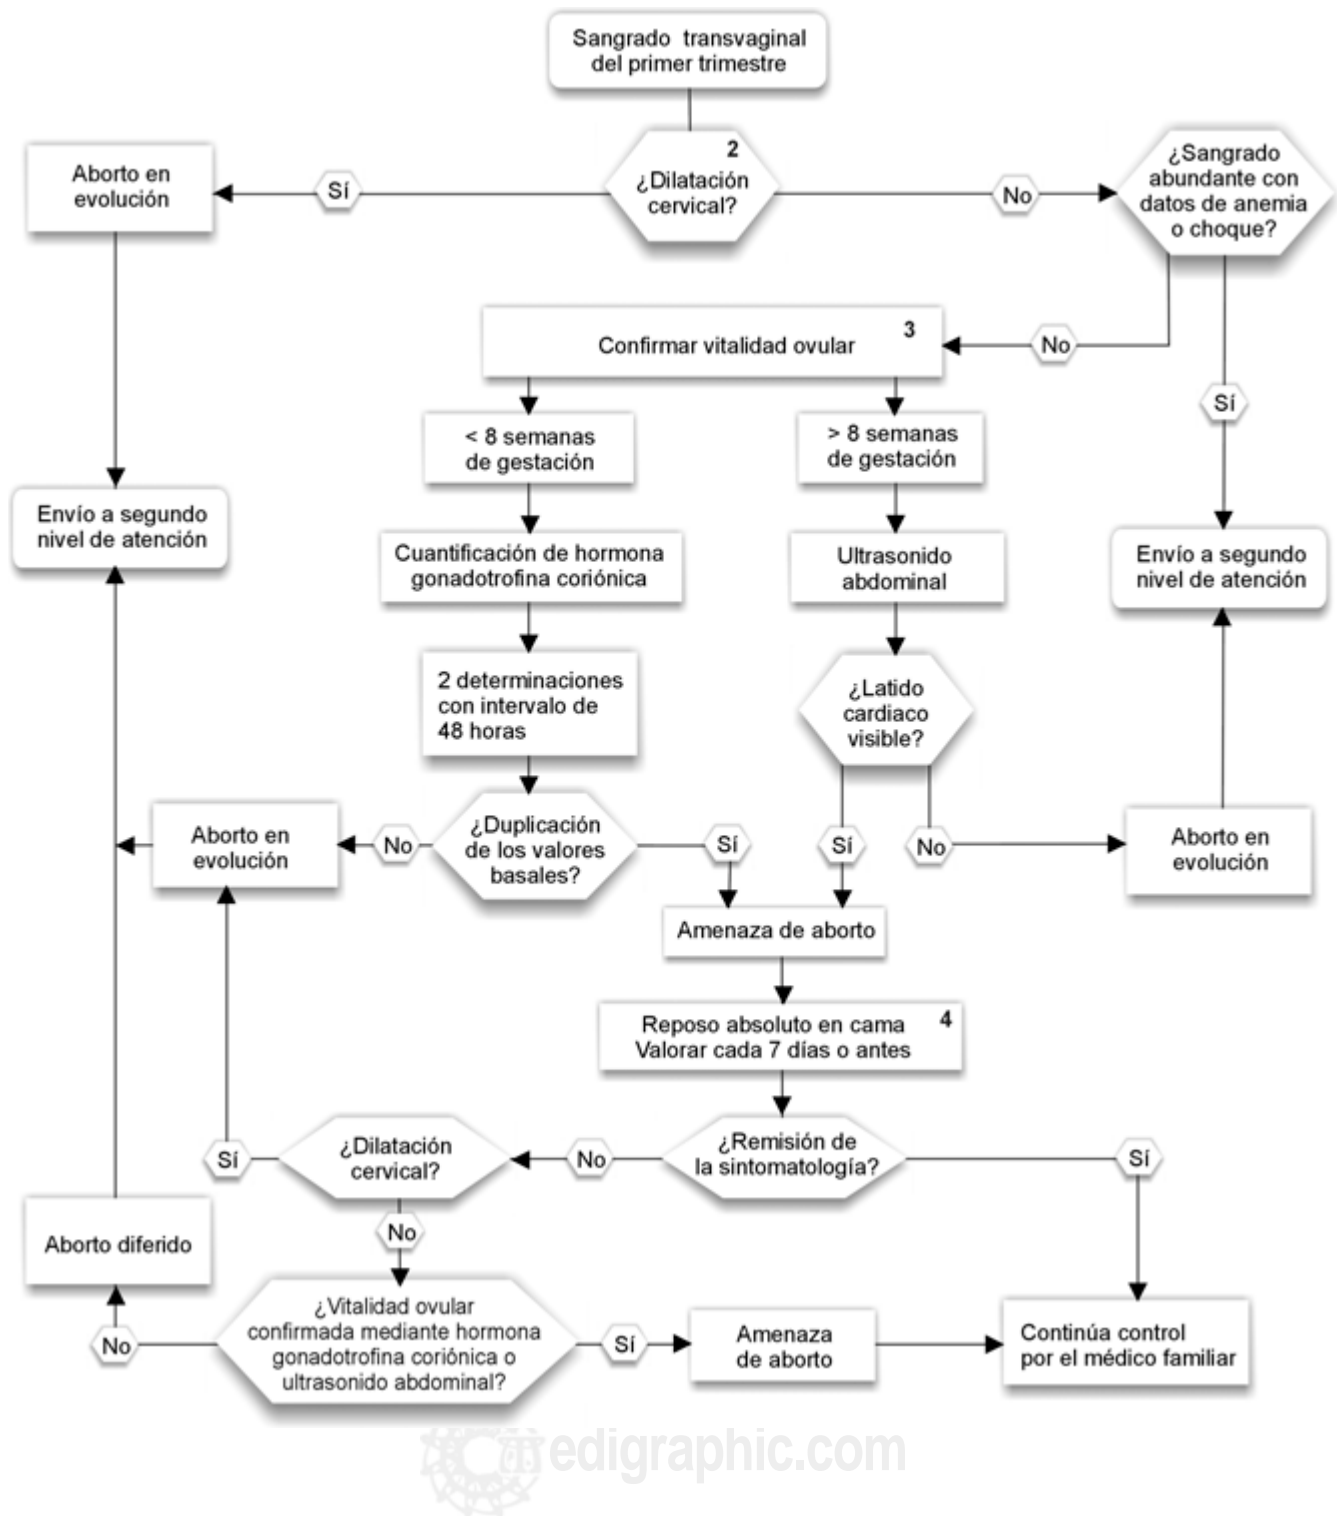 Sangrado transvaginal
del primer trimestre
2
¿Dilatación
cervical?
Sí
Aborto en
evolución
No
¿Sangrado
abundante con
datos de anemia
o choque?
No
Sí
Confirmar vitalidad ovular
3
< 8 semanas
de gestación
> 8 semanas
de gestación
Envío a segundo
nivel de atención
Cuantificación de hormona
gonadotrofina coriónica
Ultrasonido
abdominal
Envío a segundo
nivel de atención
2 determinaciones
con intervalo de
48 horas
¿Latido
cardiaco
visible?
Aborto en
evolución
No
¿Duplicación
de los valores
basales?
Sí
Sí
No
Aborto en
evolución
Amenaza de aborto
Reposo absoluto en cama
Valorar cada 7 días o antes
4
¿Remisión de
la sintomatología?
No
Sí
¿Dilatación
cervical?
Sí
No
Aborto diferido
¿Vitalidad ovular
confirmada mediante hormona
gonadotrofina coriónica o
ultrasonido abdominal?
No
Sí
Amenaza
de aborto
Continúa control
por el médico familiar
medigraphic.com